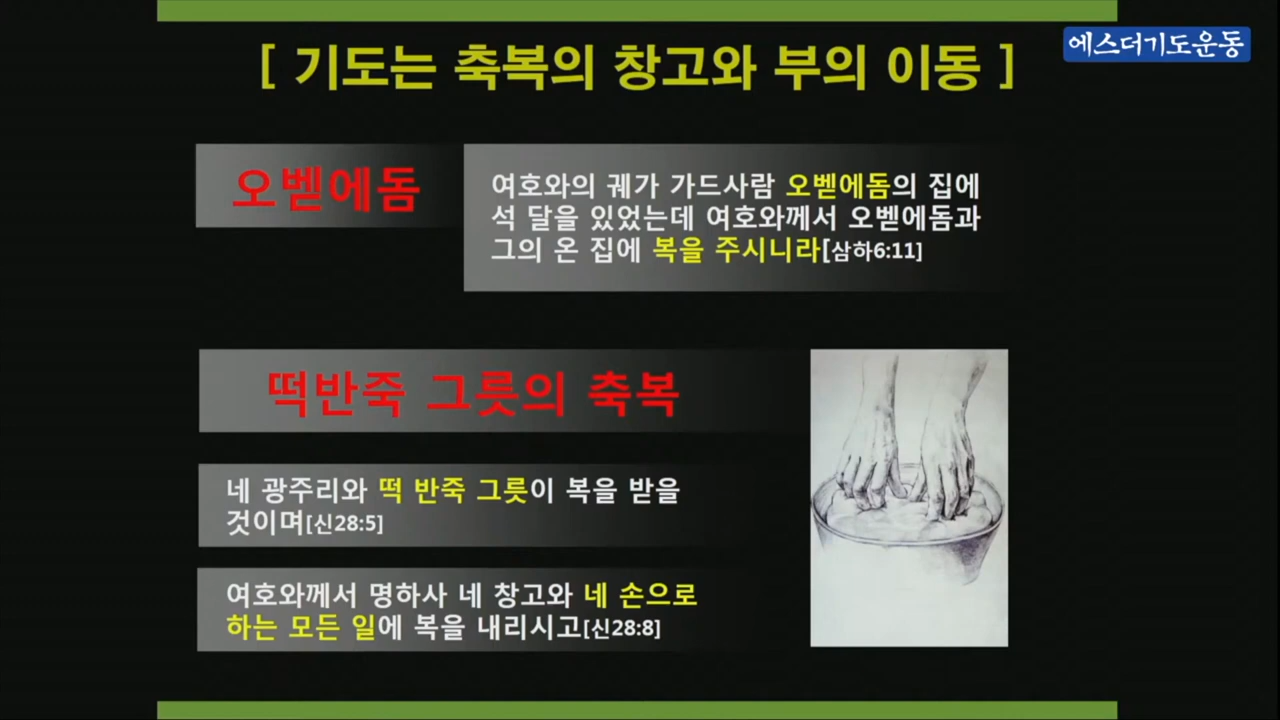 에스더기도운동
[ 기도는 축복의 창고와 부의 이동 ]
오벧에돔
여호와의 궤가 가드사람 오벧에돔의 집에
석 달을 있었는데 여호와께서 오벧에돔과
그의 온 집에 복을 주시니라[삼하6:11]
떡반죽 그릇의 축복
네 광주리와 떡 반죽 그릇이 복을 받을
것이며[신28:5]
여호와께서 명하사 네 창고와 네 손으로
하는 모든 일에 복을 내리시고[신28:8]